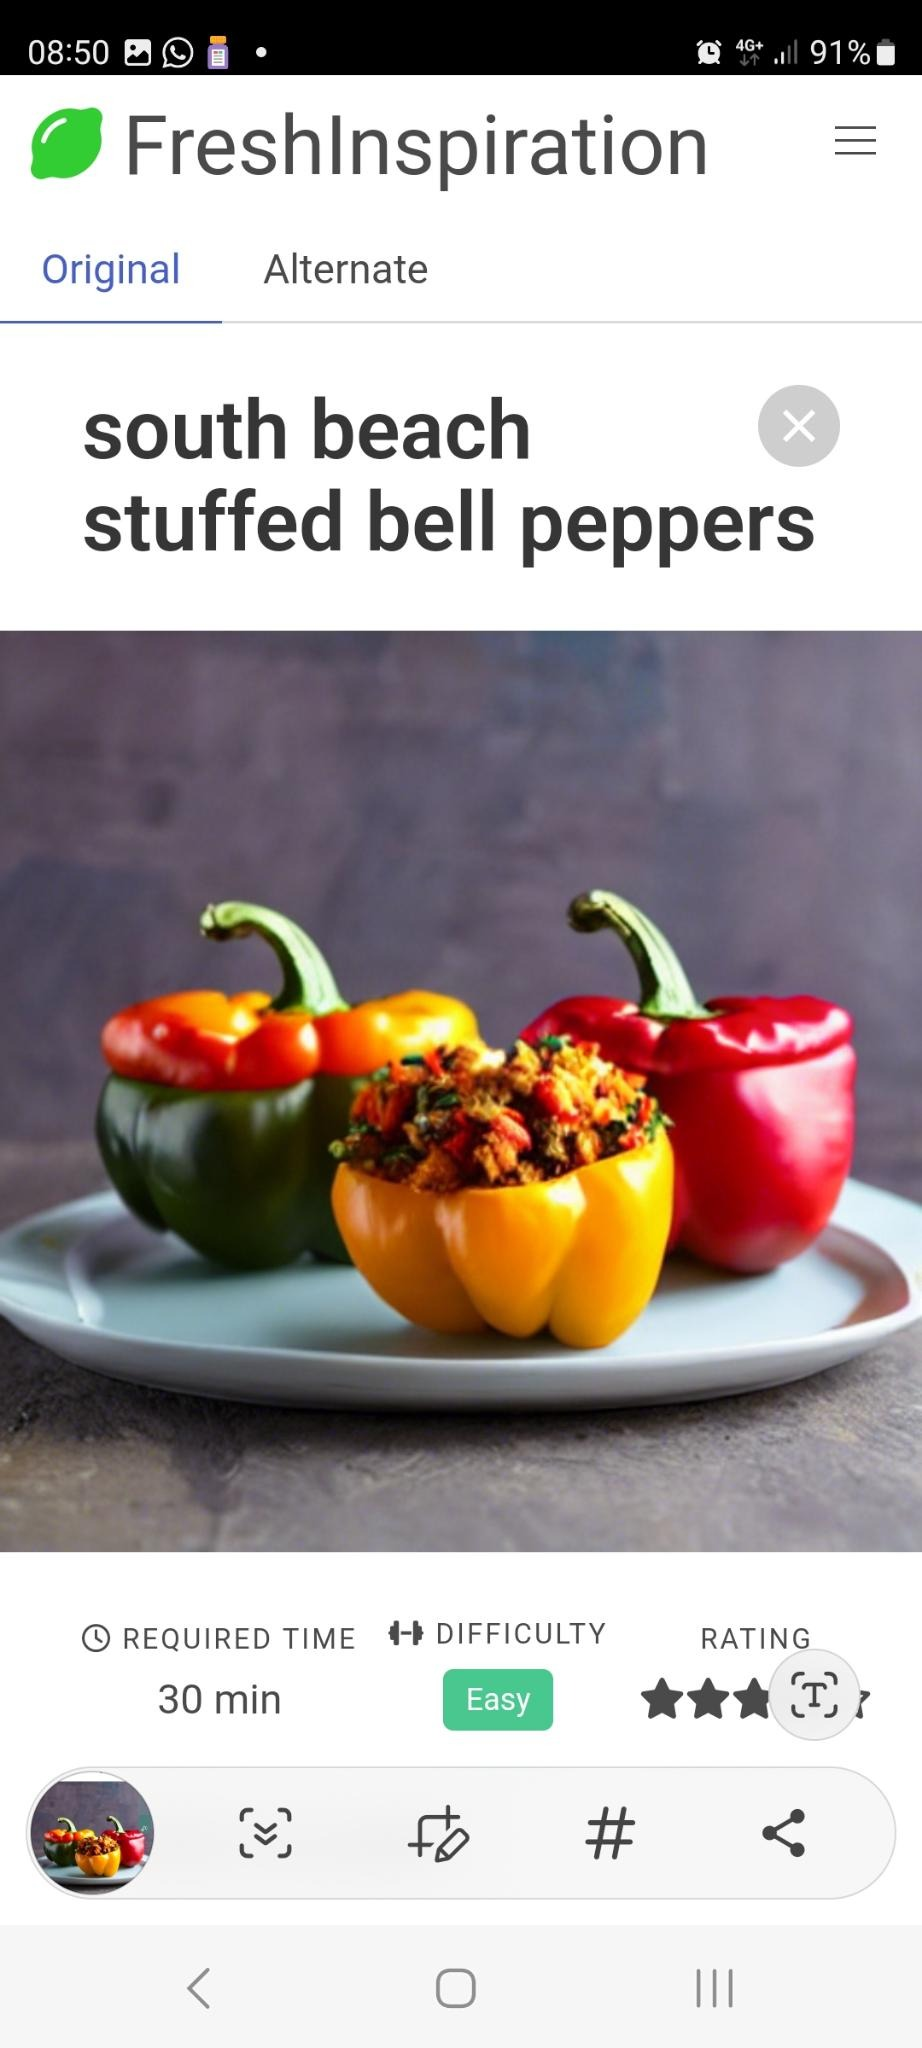 08:50
4G+
91%
FreshInspiration
Original
Alternate
south beach
stuffed bell peppers
REQUIRED TIME
DIFFICULTY
RATING
30 min
Easy
T
#